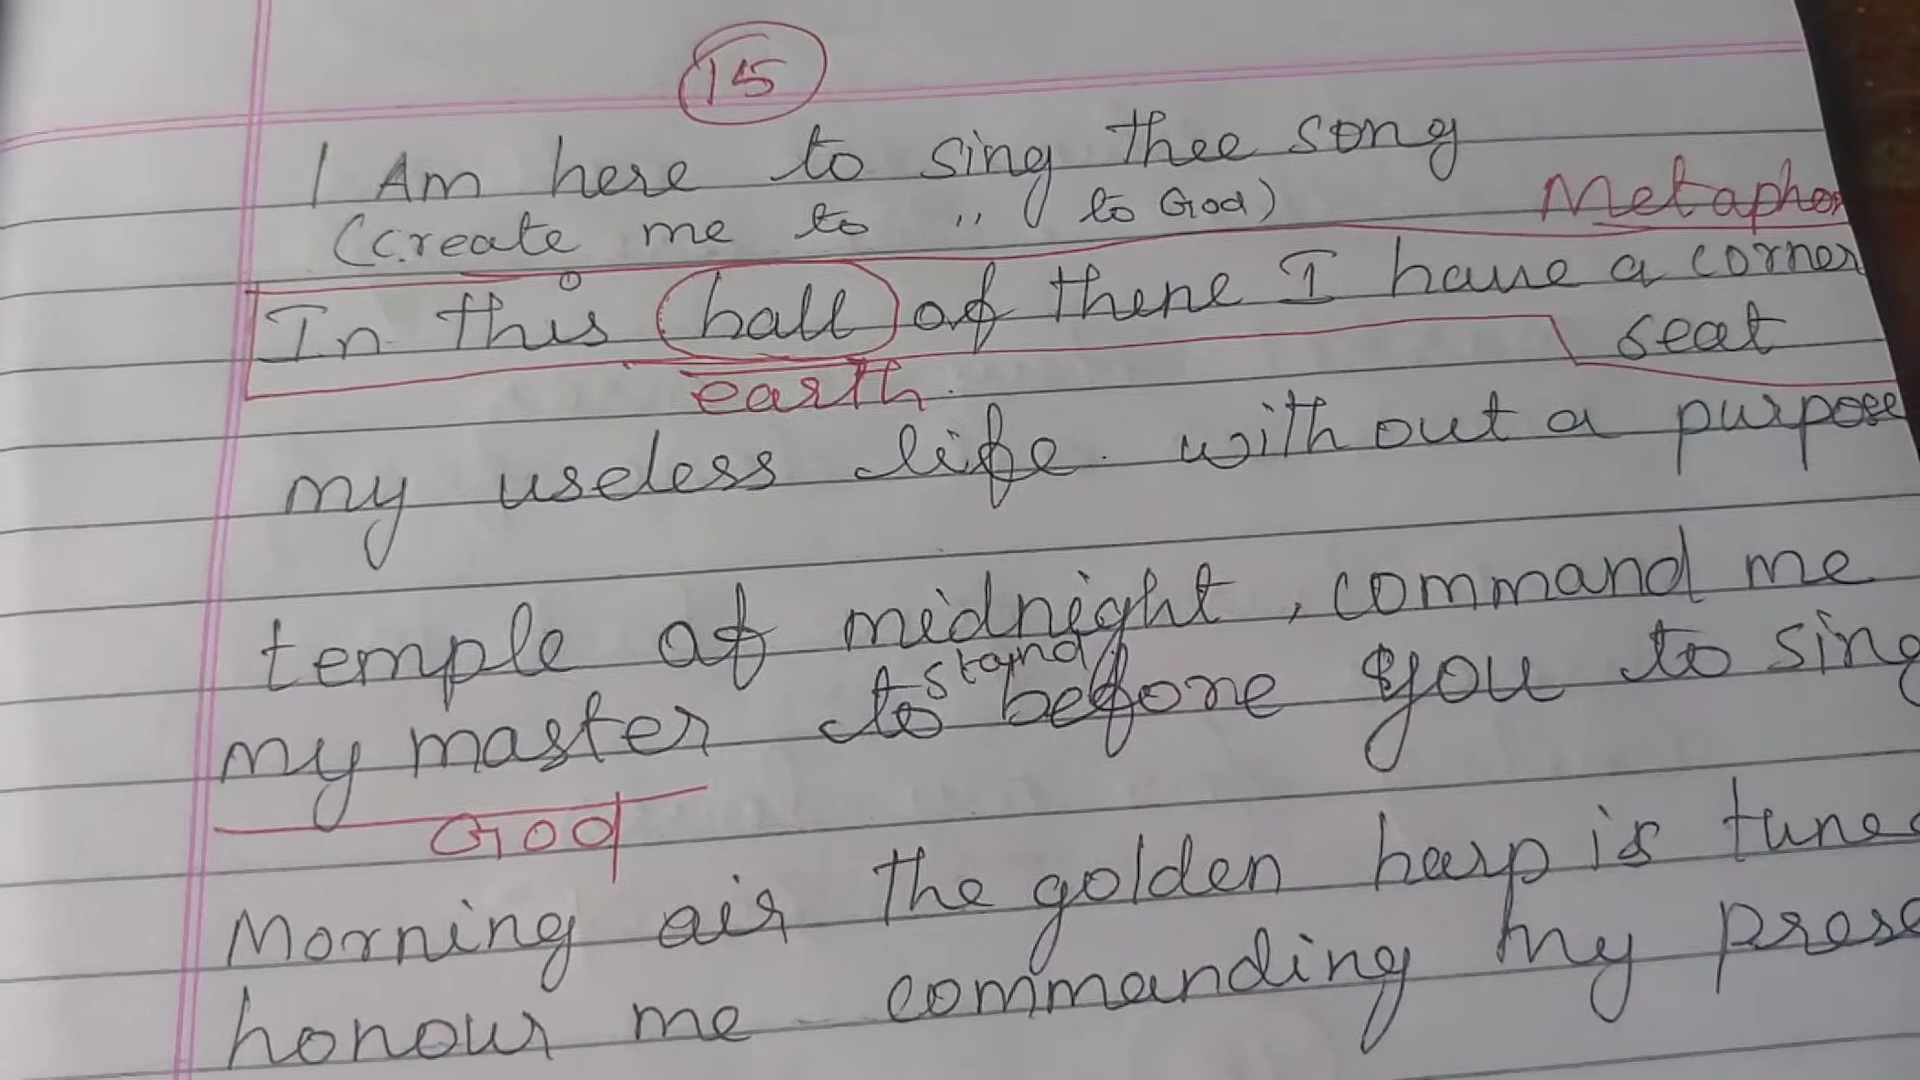 15
I Am here to sing thee song
(create me to ,, to God)
Metaphor
In this hall of thene I have a corner
seat
earth
my useless life without a purpose
temple of midnight, command me
my master to stand before you to sing
God
Morning air the golden harp is tune
honour me commanding my prese